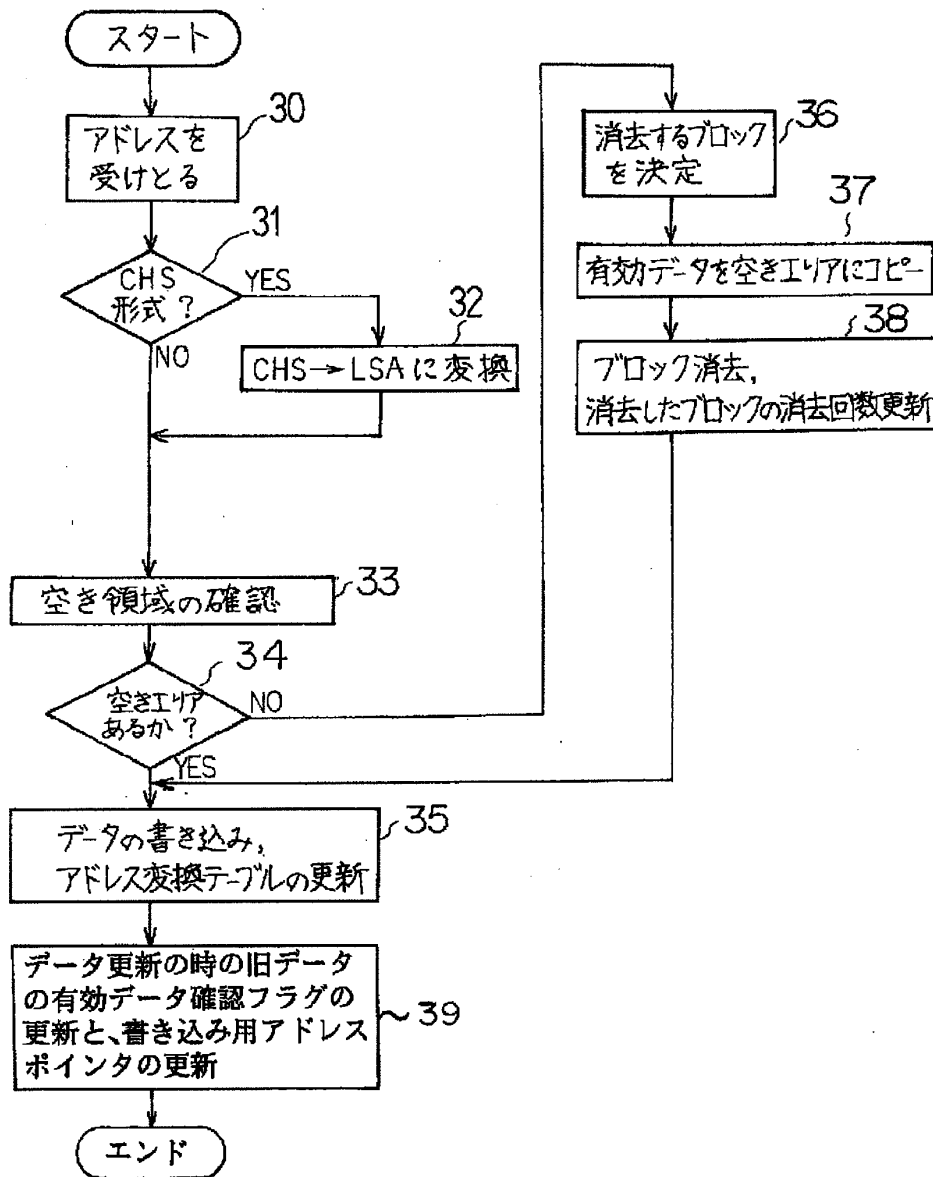 スタート
30
アドレスを
受けとる
31
CHS
形式?
YES
NO
32
CHS→LSAに変換
33
空き領域の確認
34
空きエリア
あるか?
NO
YES
35
データの書き込み,
アドレス変換テーブルの更新
データ更新の時の旧データ
の有効データ確認フラグの
更新と、書き込み用アドレス
ポインタの更新
39
エンド
36
消去するブロック
を決定
37
有効データを空きエリアにコピー
38
ブロック消去,
消去したブロックの消去回数更新